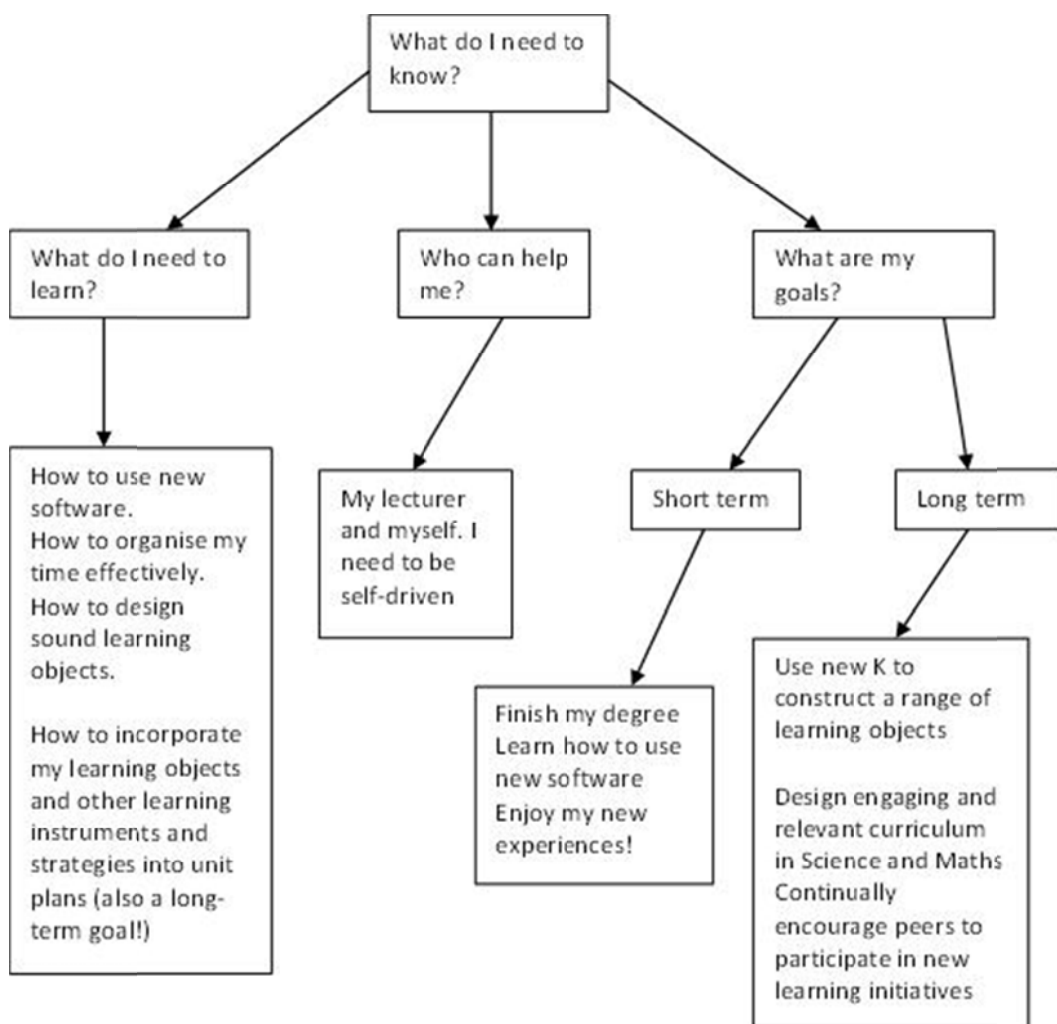 What do I need to
know?
What do I need to
learn?
Who can help
me?
What are my
goals?
How to use new
software.
How to organise my
time effectively.
How to design
sound learning
objects.
How to incorporate
my learning objects
and other learning
instruments and
strategies into unit
plans (also a long-
term goal!)
My lecturer
and myself. I
need to be
self-driven
Short term
Long term
Finish my degree
Learn how to use
new software
Enjoy my new
experiences!
Use new K to
construct a range of
learning objects
Design engaging and
relevant curriculum
in Science and Maths
Continually
encourage peers to
participate in new
learning initiatives